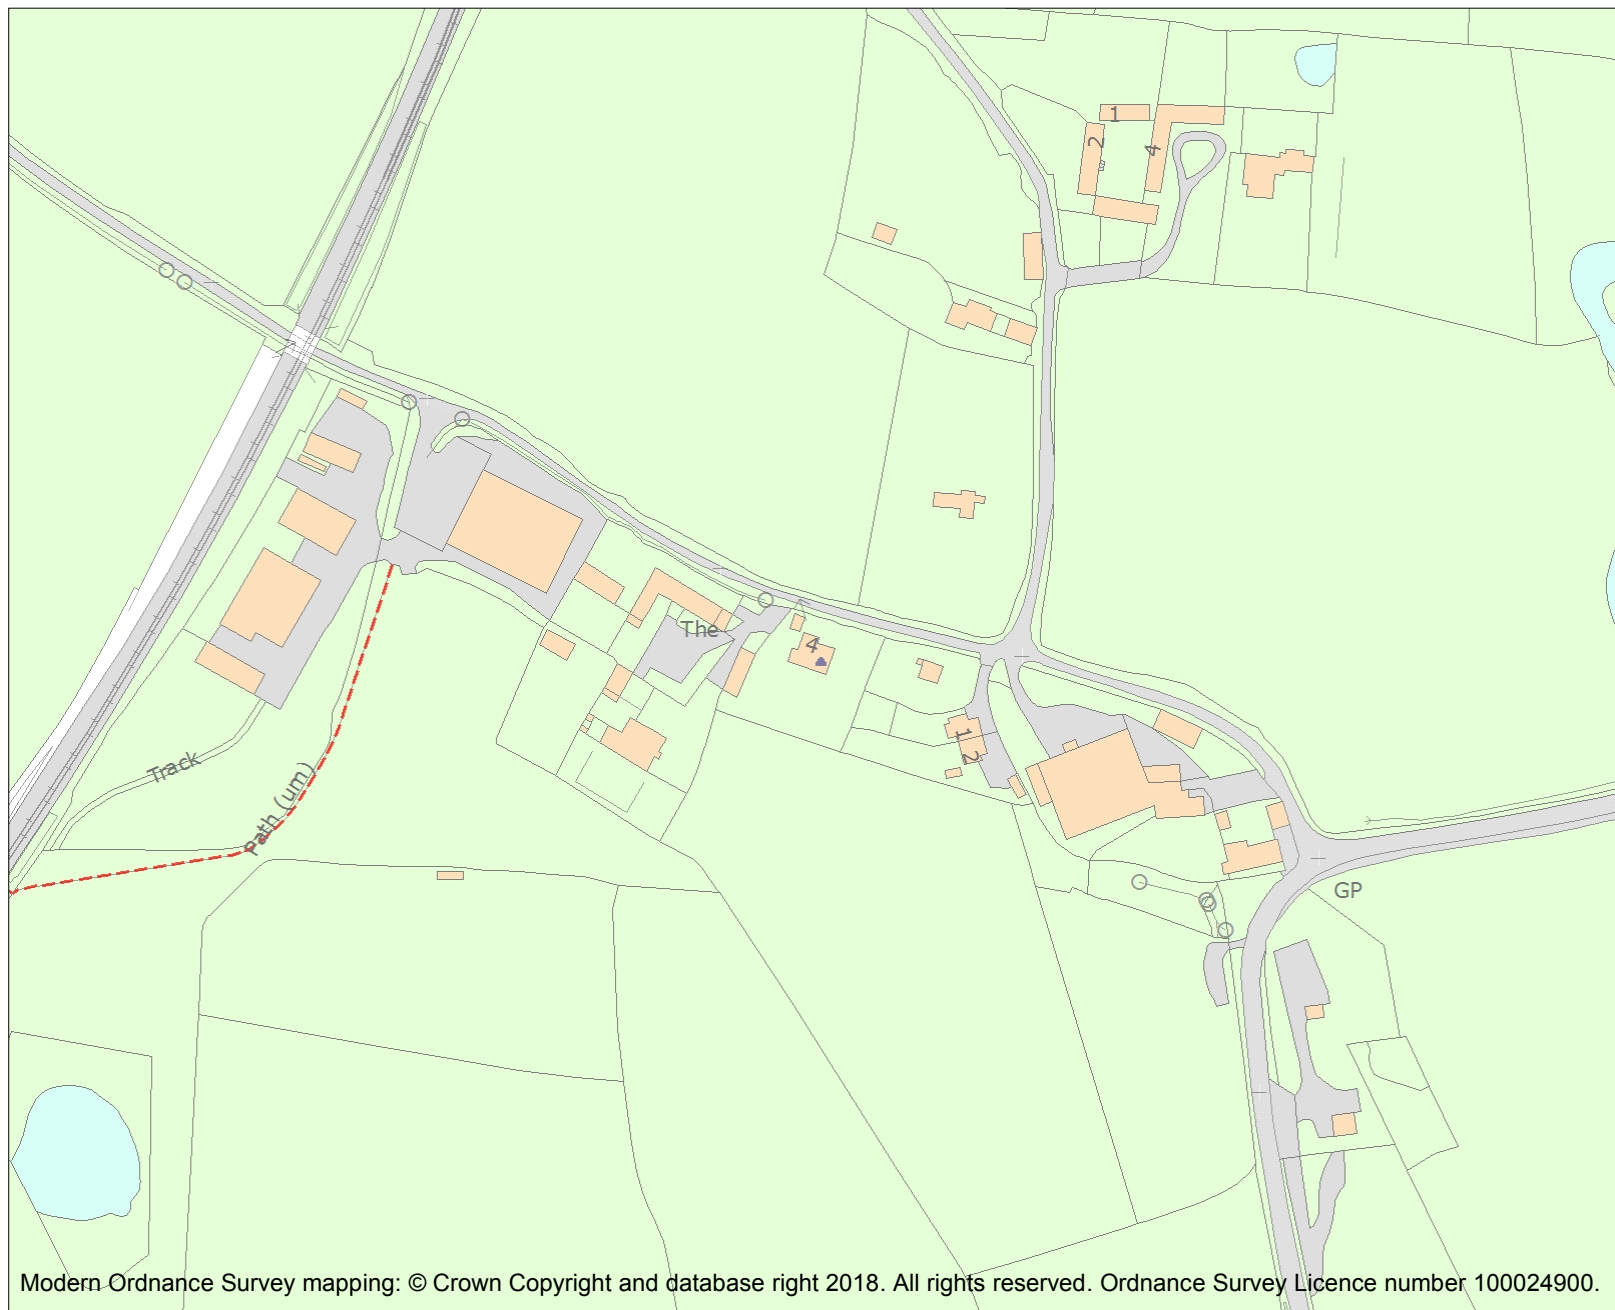 1
2
4
The
4
1
2
Track
Path (um)
GP
Modern Ordnance Survey mapping: © Crown Copyright and database right 2018. All rights reserved. Ordnance Survey Licence number 100024900.